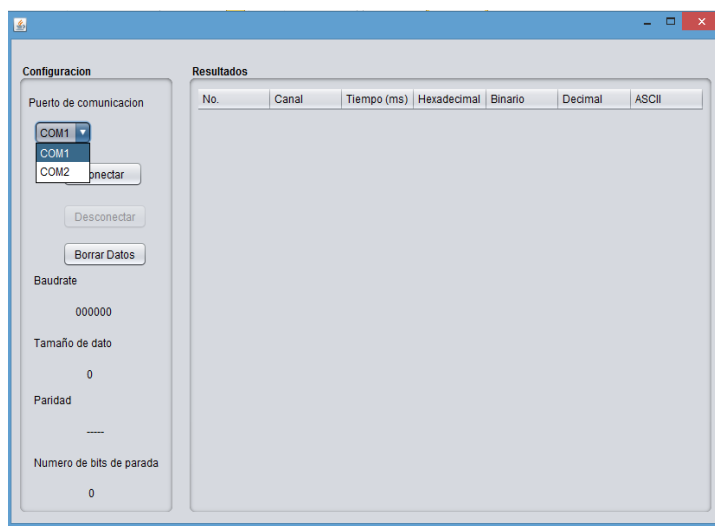 Configuracion
Puerto de comunicacion
COM1
COM1
COM2
onectar
Desconectar
Borrar Datos
Baudrate
000000
Tamaño de dato
0
Paridad
-----
Numero de bits de parada
0
Resultados
No. Canal Tiempo (ms) Hexadecimal Binario Decimal ASCII